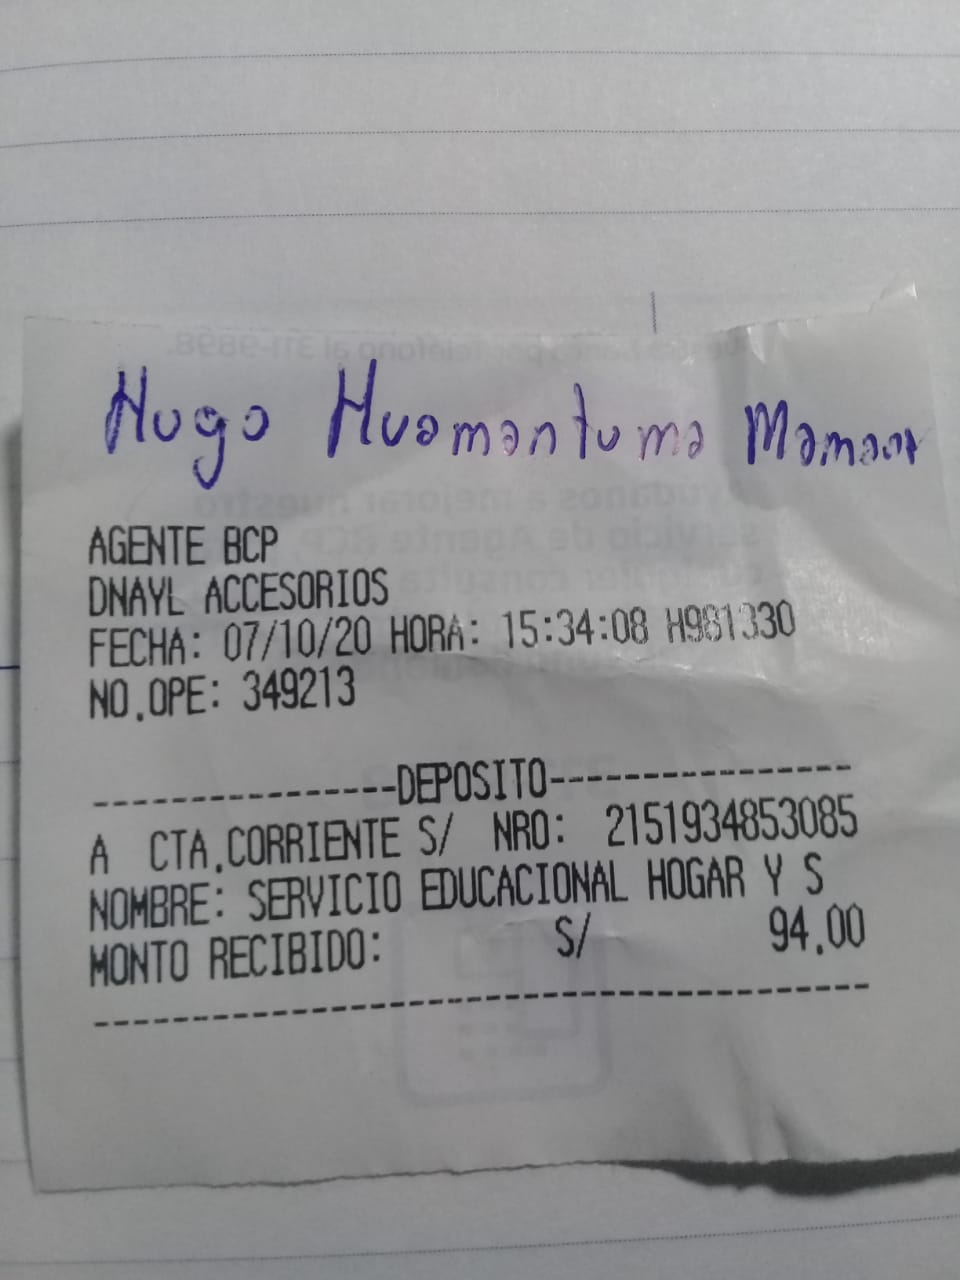 Hugo Huamantuma Mamani
AGENTE BCP
DNAYL ACCESORIOS
FECHA: 07/10/20 HORA: 15:34:08 H981330
NO.OPE: 349213
----------------DEPOSITO----------------
A CTA.CORRIENTE S/ NRO: 2151934853085
NOMBRE: SERVICIO EDUCACIONAL HOGAR Y S
MONTO RECIBIDO: S/ 94.00